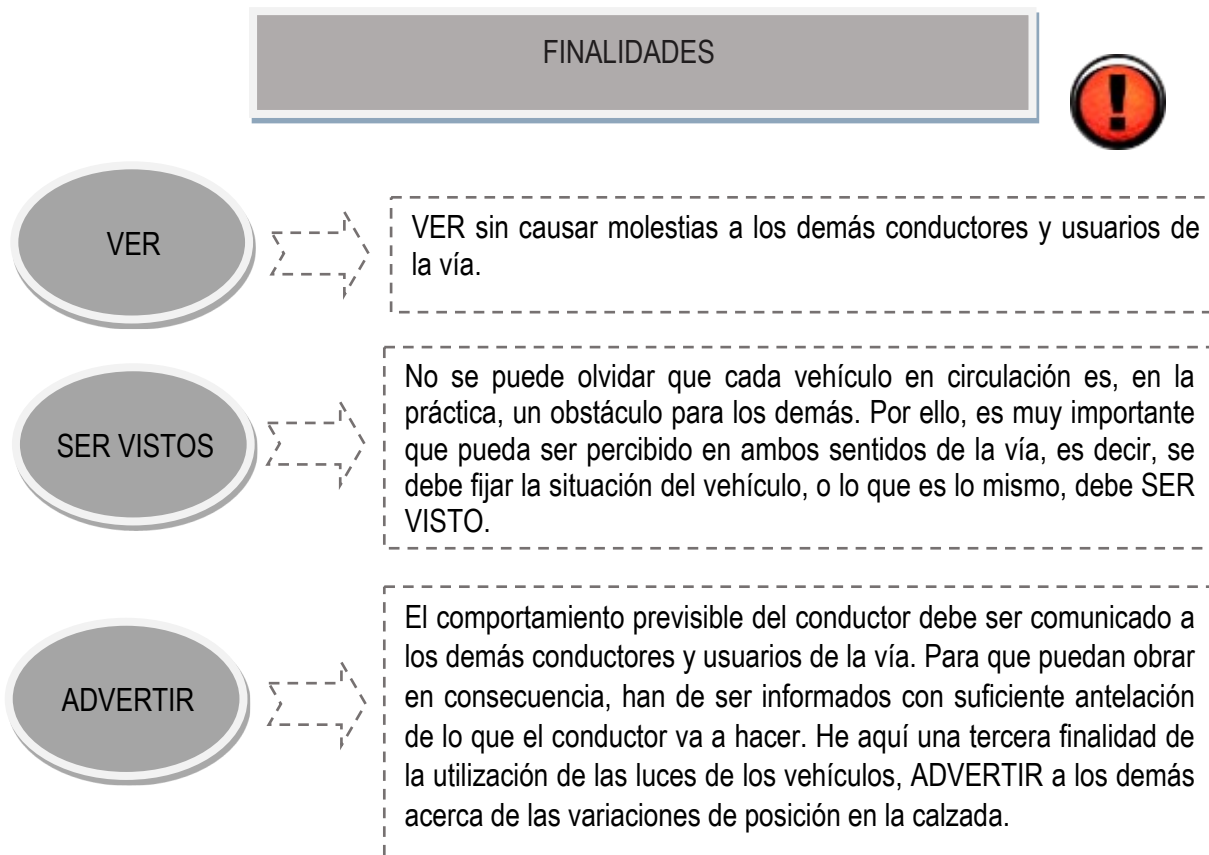 FINALIDADES
VER
VER sin causar molestias a los demás conductores y usuarios de
la vía.
SER VISTOS
No se puede olvidar que cada vehículo en circulación es, en la
práctica, un obstáculo para los demás. Por ello, es muy importante
que pueda ser percibido en ambos sentidos de la vía, es decir, se
debe fijar la situación del vehículo, o lo que es lo mismo, debe SER
VISTO.
ADVERTIR
El comportamiento previsible del conductor debe ser comunicado a
los demás conductores y usuarios de la vía. Para que puedan obrar
en consecuencia, han de ser informados con suficiente antelación
de lo que el conductor va a hacer. He aquí una tercera finalidad de
la utilización de las luces de los vehículos, ADVERTIR a los demás
acerca de las variaciones de posición en la calzada.